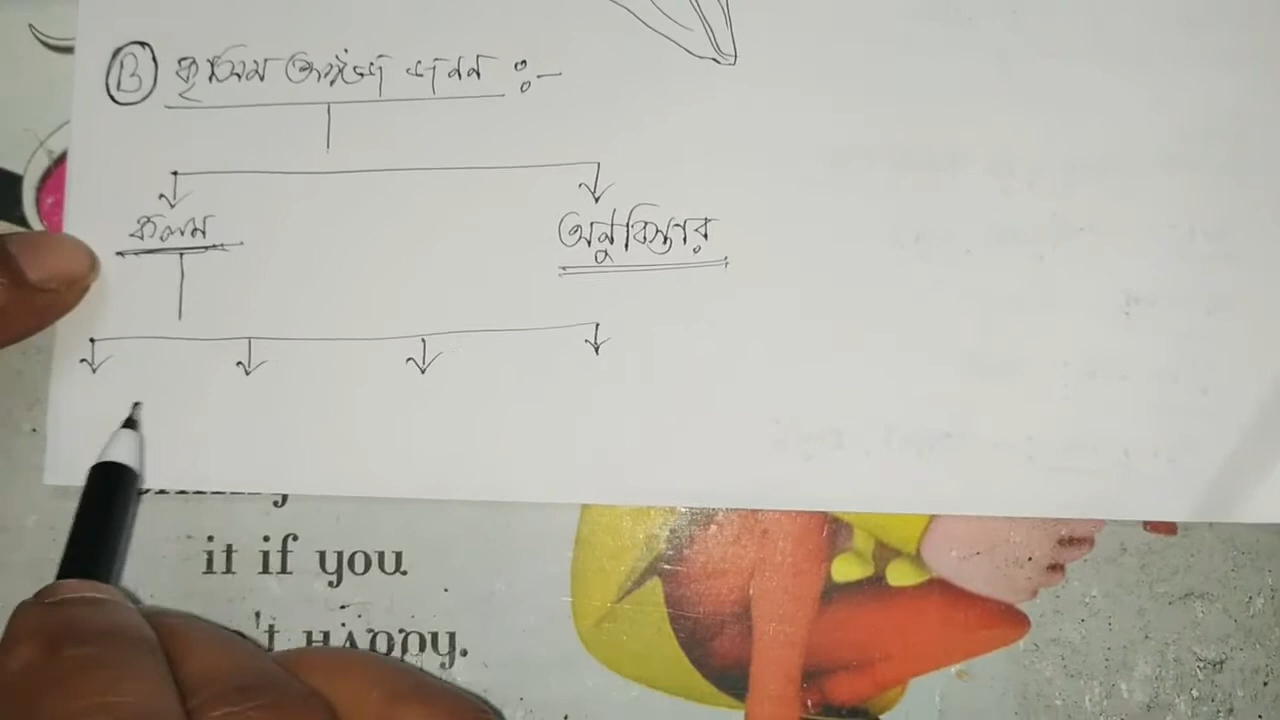 B কৃত্রিম অঙ্গজ জনন :-
কলম
অনুবিস্তার
it if you
't HAppy.